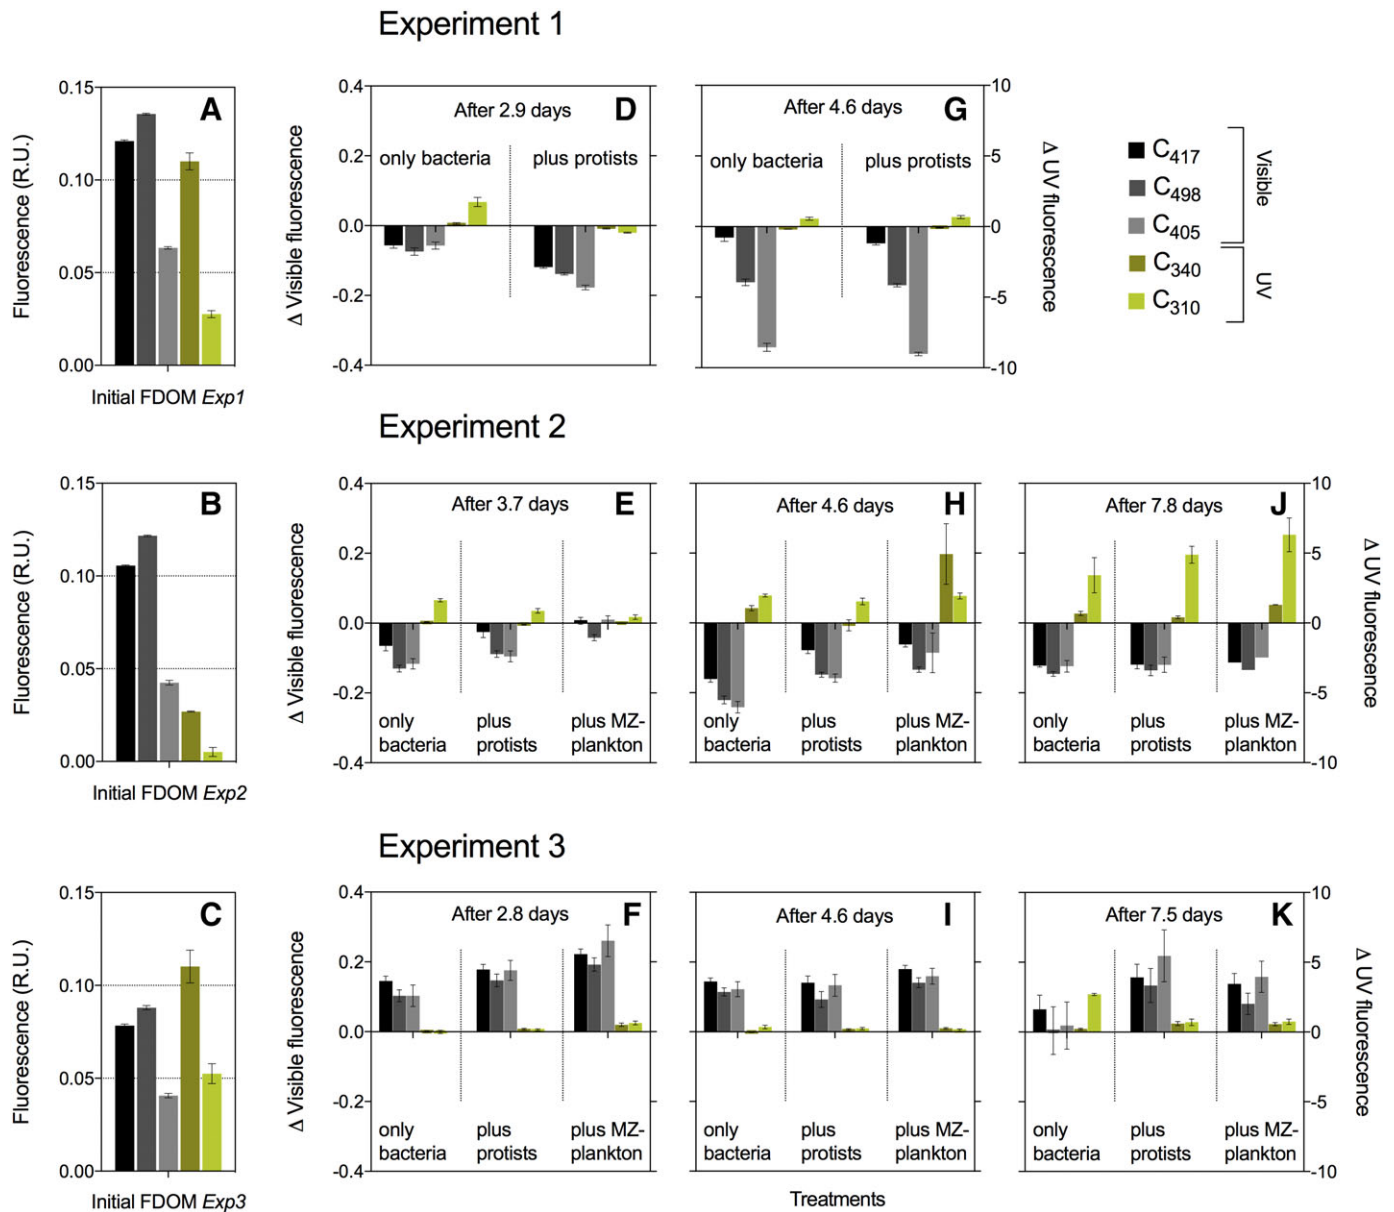 Experiment 1
Fluorescence (R.U.)
0.15
0.10
0.05
0.00
A
Initial FDOM Exp1
Δ Visible fluorescence
0.4
0.2
0.0
-0.2
-0.4
After 2.9 days
D
only bacteria
plus protists
After 4.6 days
G
only bacteria
plus protists
10
5
0
-5
-10
Δ UV fluorescence
C417
C498
C405
C340
C310
Visible
UV
Experiment 2
Fluorescence (R.U.)
0.15
0.10
0.05
0.00
B
Initial FDOM Exp2
Δ Visible fluorescence
0.4
0.2
0.0
-0.2
-0.4
After 3.7 days
E
only
bacteria
plus
protists
plus MZ-
plankton
After 4.6 days
H
only
bacteria
plus
protists
plus MZ-
plankton
After 7.8 days
J
only
bacteria
plus
protists
plus MZ-
plankton
10
5
0
-5
-10
Δ UV fluorescence
Experiment 3
Fluorescence (R.U.)
0.15
0.10
0.05
0.00
C
Initial FDOM Exp3
Δ Visible fluorescence
0.4
0.2
0.0
-0.2
-0.4
After 2.8 days
F
only
bacteria
plus
protists
plus MZ-
plankton
After 4.6 days
I
only
bacteria
plus
protists
plus MZ-
plankton
After 7.5 days
K
only
bacteria
plus
protists
plus MZ-
plankton
10
5
0
-5
-10
Δ UV fluorescence
Treatments